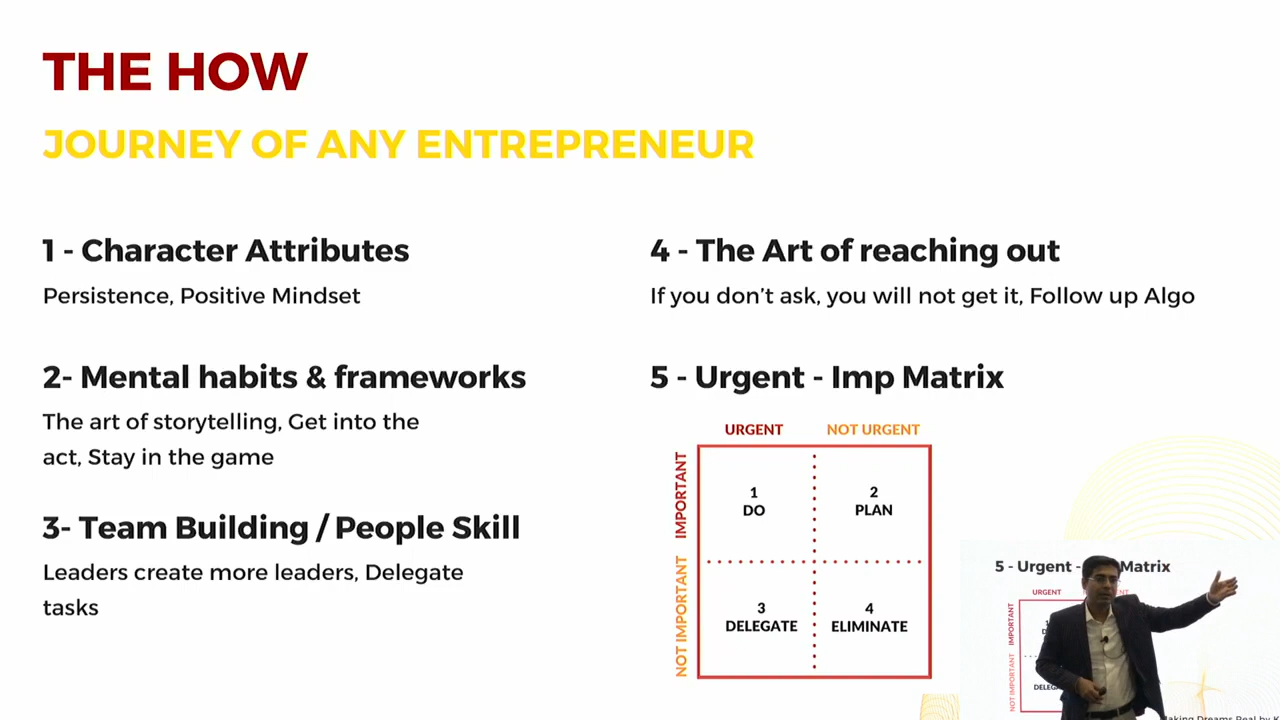 THE HOW
JOURNEY OF ANY ENTREPRENEUR
1 - Character Attributes
Persistence, Positive Mindset
2- Mental habits & frameworks
The art of storytelling, Get into the
act, Stay in the game
3- Team Building / People Skill
Leaders create more leaders, Delegate
tasks
4 - The Art of reaching out
If you don’t ask, you will not get it, Follow up Algo
5 - Urgent - Imp Matrix
URGENT
NOT URGENT
IMPORTANT
1
DO
2
PLAN
NOT IMPORTANT
3
DELEGATE
4
ELIMINATE
5 - Urgent - Matrix
URGENT
IMPORTANT
NOT IMPORTANT
Making Dreams Real by